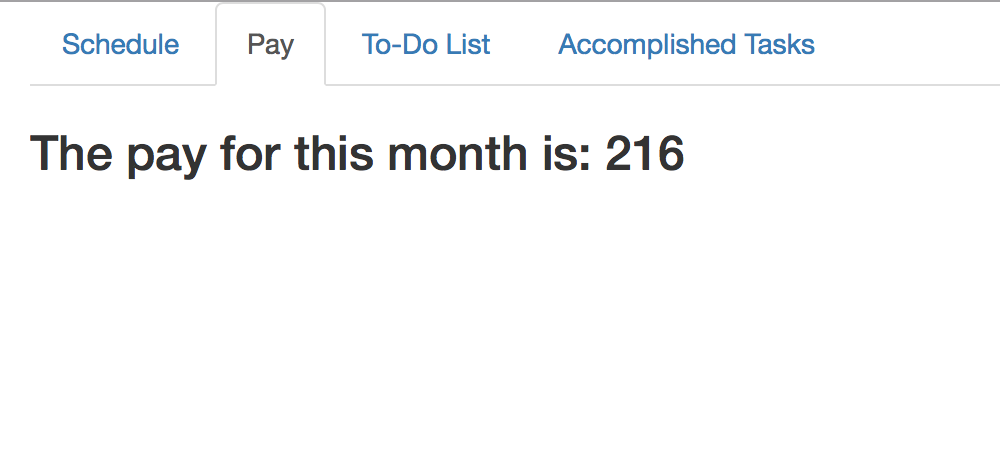 Schedule Pay To-Do List Accomplished Tasks
The pay for this month is: 216